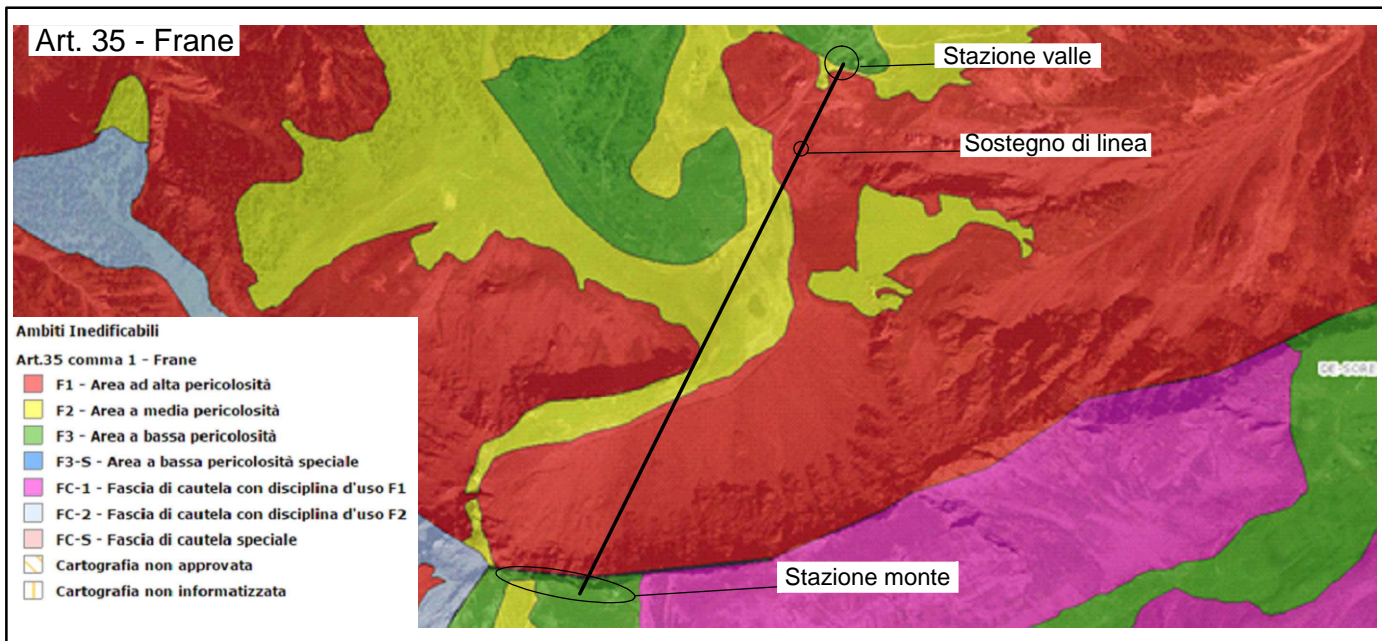 Art. 35 - Frane
Stazione valle
Sostegno di linea
Ambiti Inedificabili
Art.35 comma 1 - Frane
F1 - Area ad alta pericolosità
F2 - Area a media pericolosità
F3 - Area a bassa pericolosità
F3-S - Area a bassa pericolosità speciale
FC-1 - Fascia di cautela con disciplina d'uso F1
FC-2 - Fascia di cautela con disciplina d'uso F2
FC-S - Fascia di cautela speciale
Cartografia non approvata
Cartografia non informatizzata
Stazione monte